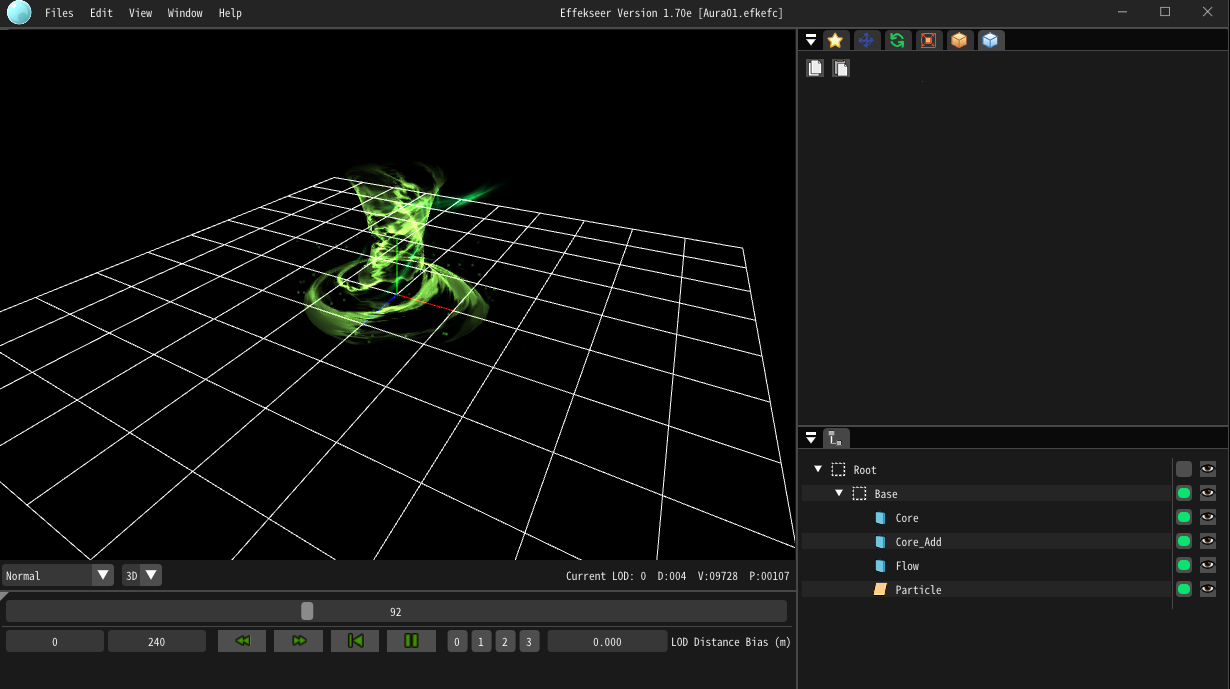 Files Edit View Window Help
Effekseer Version 1.70e [Aura01.efkefc]
Root
Base
Core
Core_Add
Flow
Particle
Normal 3D
Current LOD: 0 D:004 V:09728 P:00107
92
0 240 0 1 2 3 0.000 LOD Distance Bias (m)